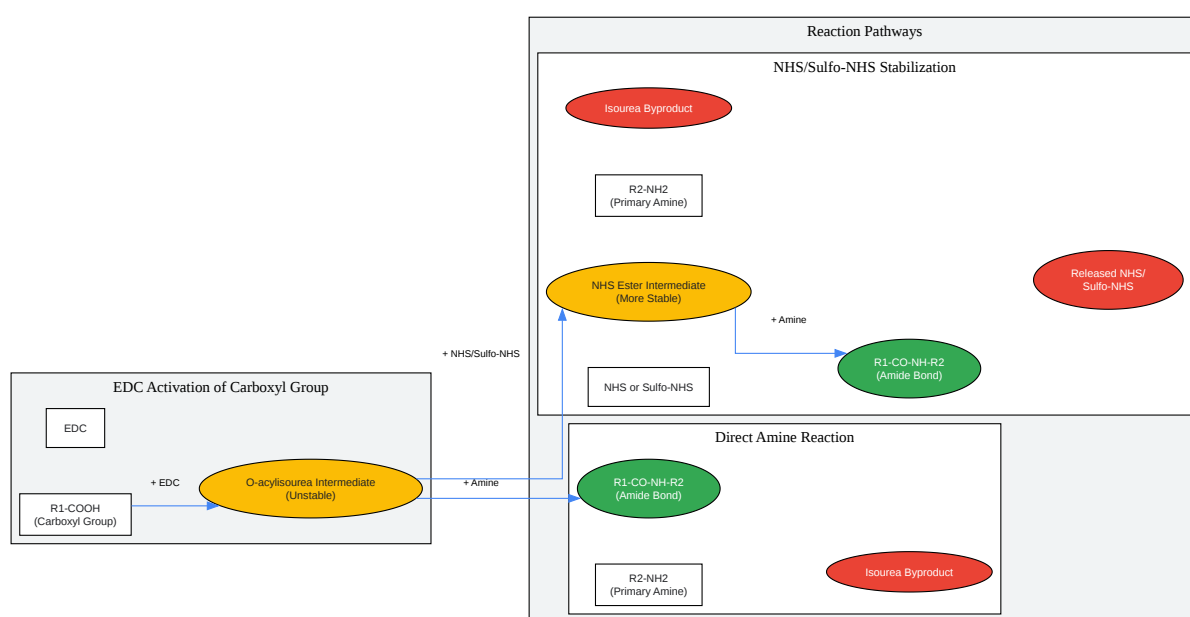 Reaction Pathways
NHS/Sulfo-NHS Stabilization
Isourea Byproduct
R2-NH2
(Primary Amine)
NHS Ester Intermediate
(More Stable)
Released NHS/
Sulfo-NHS
+ Amine
+ NHS/Sulfo-NHS
R1-CO-NH-R2
(Amide Bond)
NHS or Sulfo-NHS
EDC Activation of Carboxyl Group
EDC
+ EDC
R1-COOH
(Carboxyl Group)
O-acylisourea Intermediate
(Unstable)
+ Amine
Direct Amine Reaction
R1-CO-NH-R2
(Amide Bond)
R2-NH2
(Primary Amine)
Isourea Byproduct